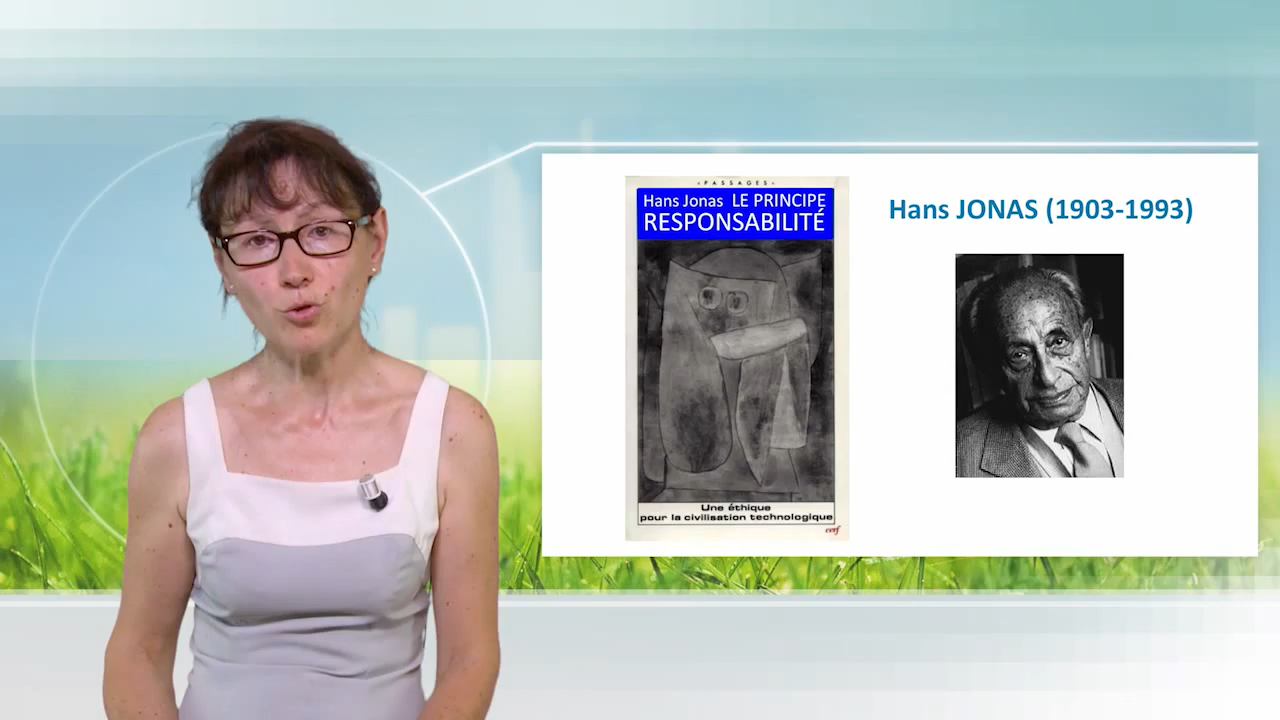 «PASSAGES»
Hans Jonas LE PRINCIPE
RESPONSABILITÉ
Une éthique
pour la civilisation technologique
cerf
Hans JONAS (1903-1993)